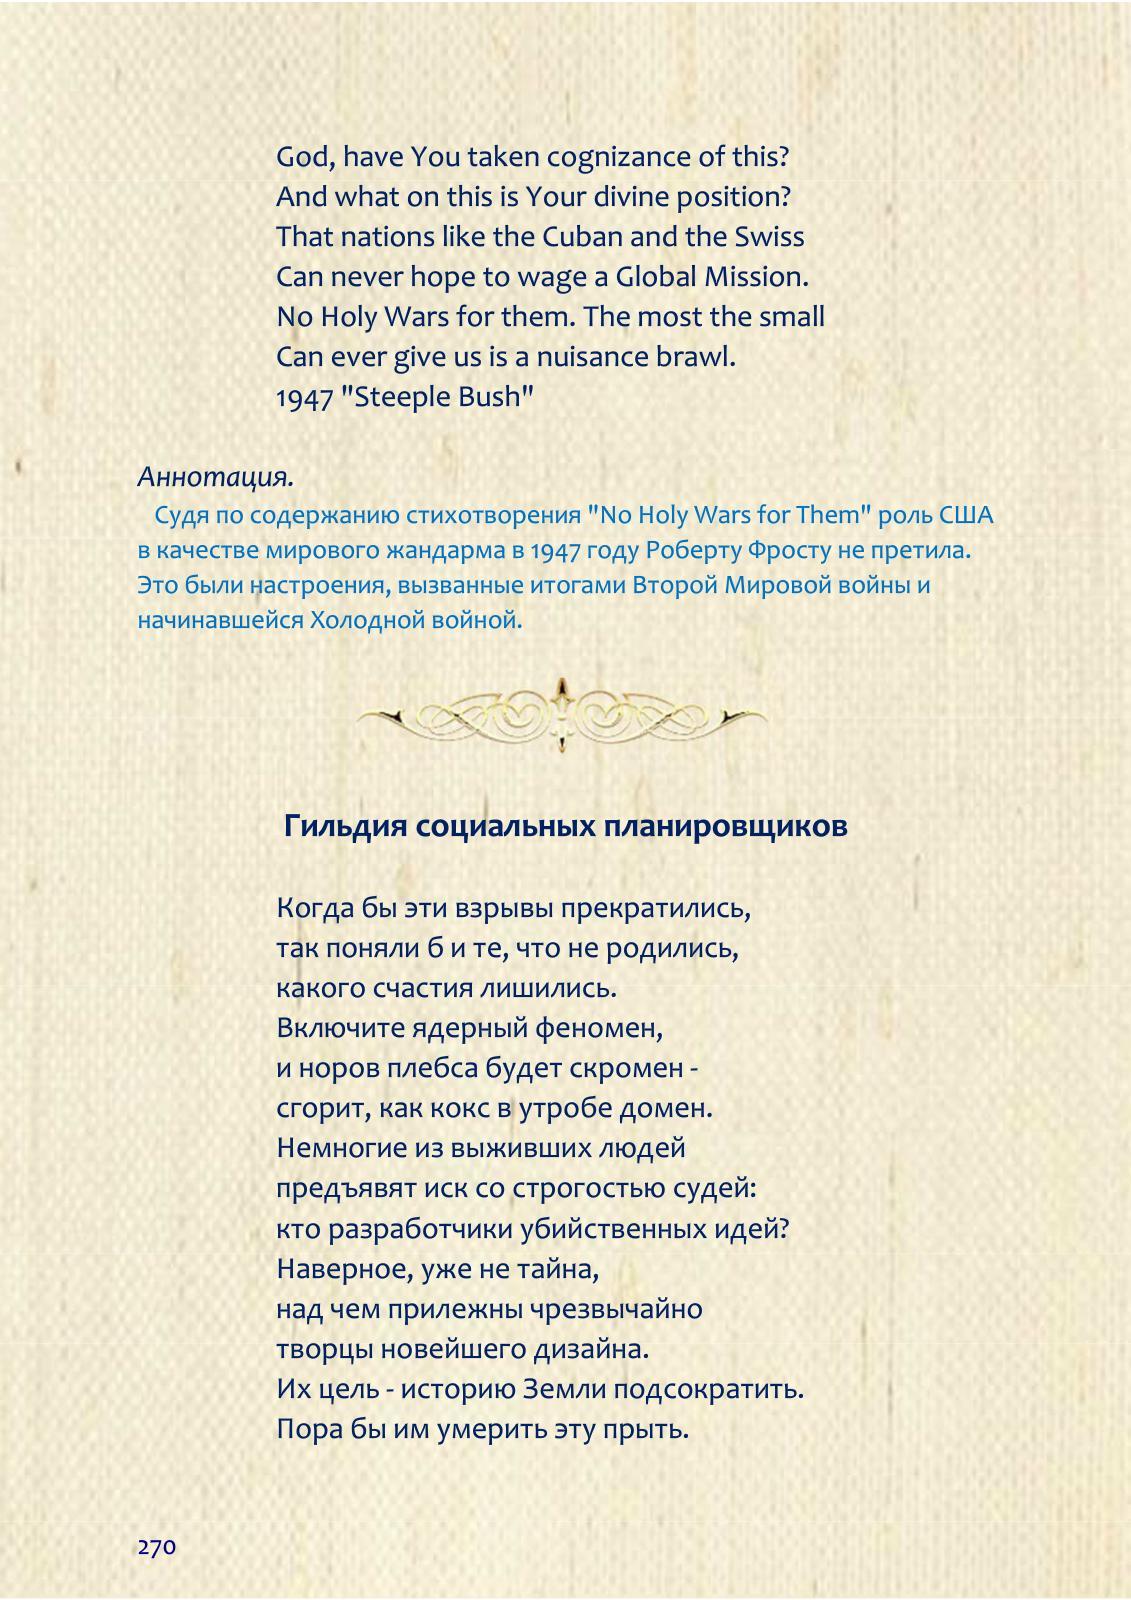 God, have You taken cognizance of this?
And what on this is Your divine position?
That nations like the Cuban and the Swiss
Can never hope to wage a Global Mission.
No Holy Wars for them. The most the small
Can ever give us is a nuisance brawl.
1947 "Steeple Bush"
Аннотация.
Судя по содержанию стихотворения "No Holy Wars for Them" роль США
в качестве мирового жандарма в 1947 году Роберту Фросту не претила.
Это были настроения, вызванные итогами Второй Мировой войны и
начинавшейся Холодной войной.
Гильдия социальных планировщиков
Когда бы эти взрывы прекратились,
так поняли б и те, что не родились,
какого счастия лишились.
Включите ядерный феномен,
и норов плебса будет скромен -
сгорит, как кокс в утробе домен.
Немногие из выживших людей
предъявят иск со строгостью судей:
кто разработчики убийственных идей?
Наверное, уже не тайна,
над чем прилежны чрезвычайно
творцы новейшего дизайна.
Их цель - историю Земли подсократить.
Пора бы им умерить эту прыть.
270